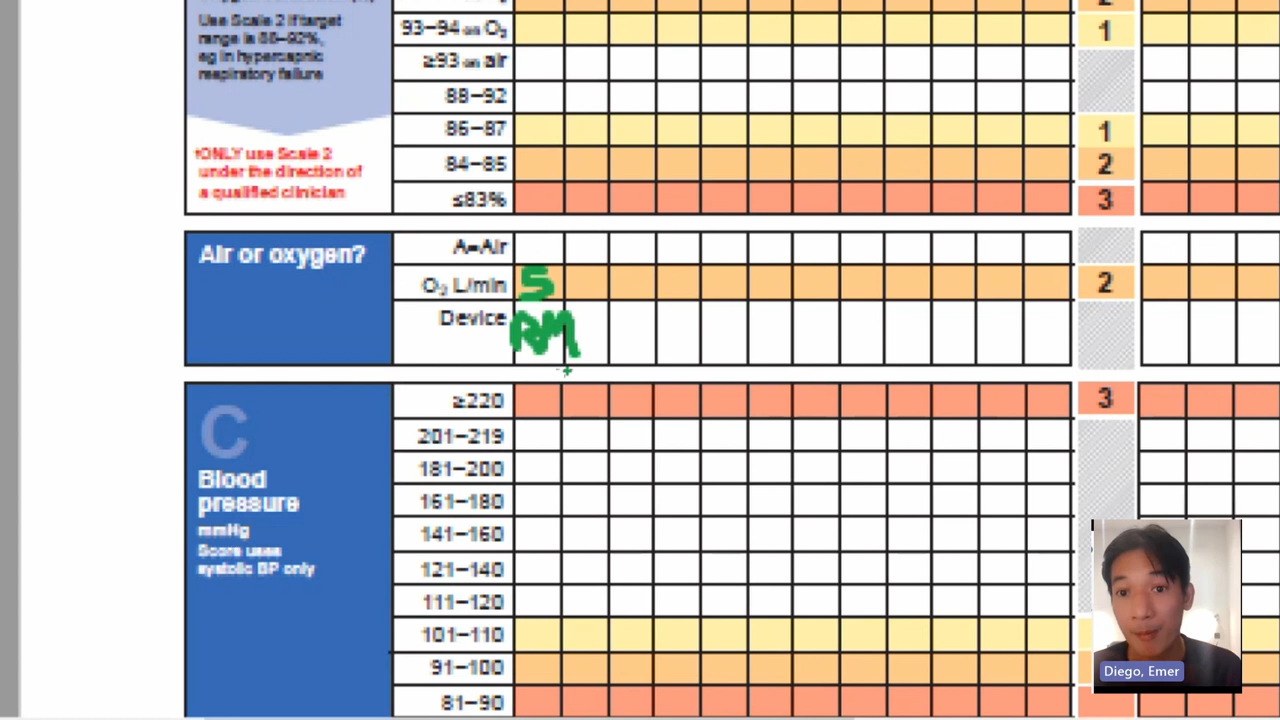 Use Scale 2 if target
range is 88–92%,
eg in hypercapnic
respiratory failure
†ONLY use Scale 2
under the direction of
a qualified clinician
93–94 on O₂
≥93 on air
88–92
86–87
84–85
≤83%
1
1
2
3
Air or oxygen?
A=Air
O₂ L/min
Device
5
RM
2
C
Blood
pressure
mmHg
Score uses
systolic BP only
≥220
201–219
181–200
161–180
141–160
121–140
111–120
101–110
91–100
81–90
3
Diego, Emer